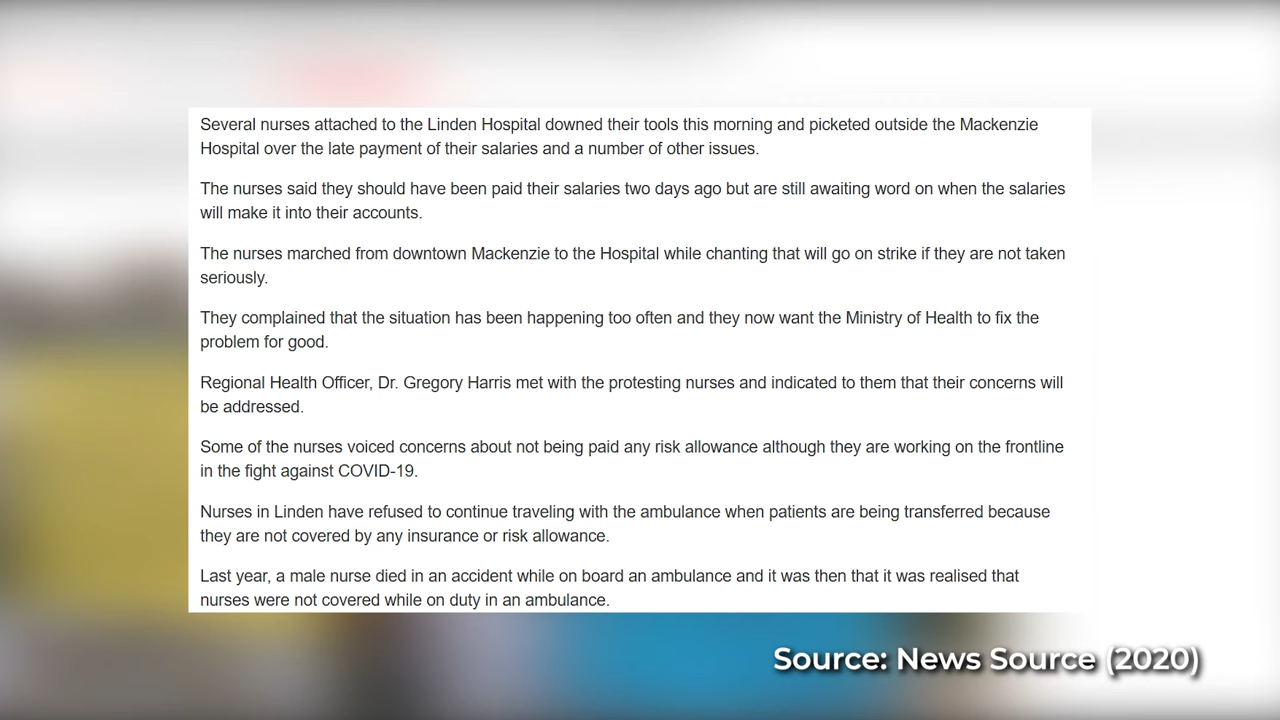 Several nurses attached to the Linden Hospital downed their tools this morning and picketed outside the Mackenzie
Hospital over the late payment of their salaries and a number of other issues.
The nurses said they should have been paid their salaries two days ago but are still awaiting word on when the salaries
will make it into their accounts.
The nurses marched from downtown Mackenzie to the Hospital while chanting that will go on strike if they are not taken
seriously.
They complained that the situation has been happening too often and they now want the Ministry of Health to fix the
problem for good.
Regional Health Officer, Dr. Gregory Harris met with the protesting nurses and indicated to them that their concerns will
be addressed.
Some of the nurses voiced concerns about not being paid any risk allowance although they are working on the frontline
in the fight against COVID-19.
Nurses in Linden have refused to continue traveling with the ambulance when patients are being transferred because
they are not covered by any insurance or risk allowance.
Last year, a male nurse died in an accident while on board an ambulance and it was then that it was realised that
nurses were not covered while on duty in an ambulance.
Source: News Source (2020)